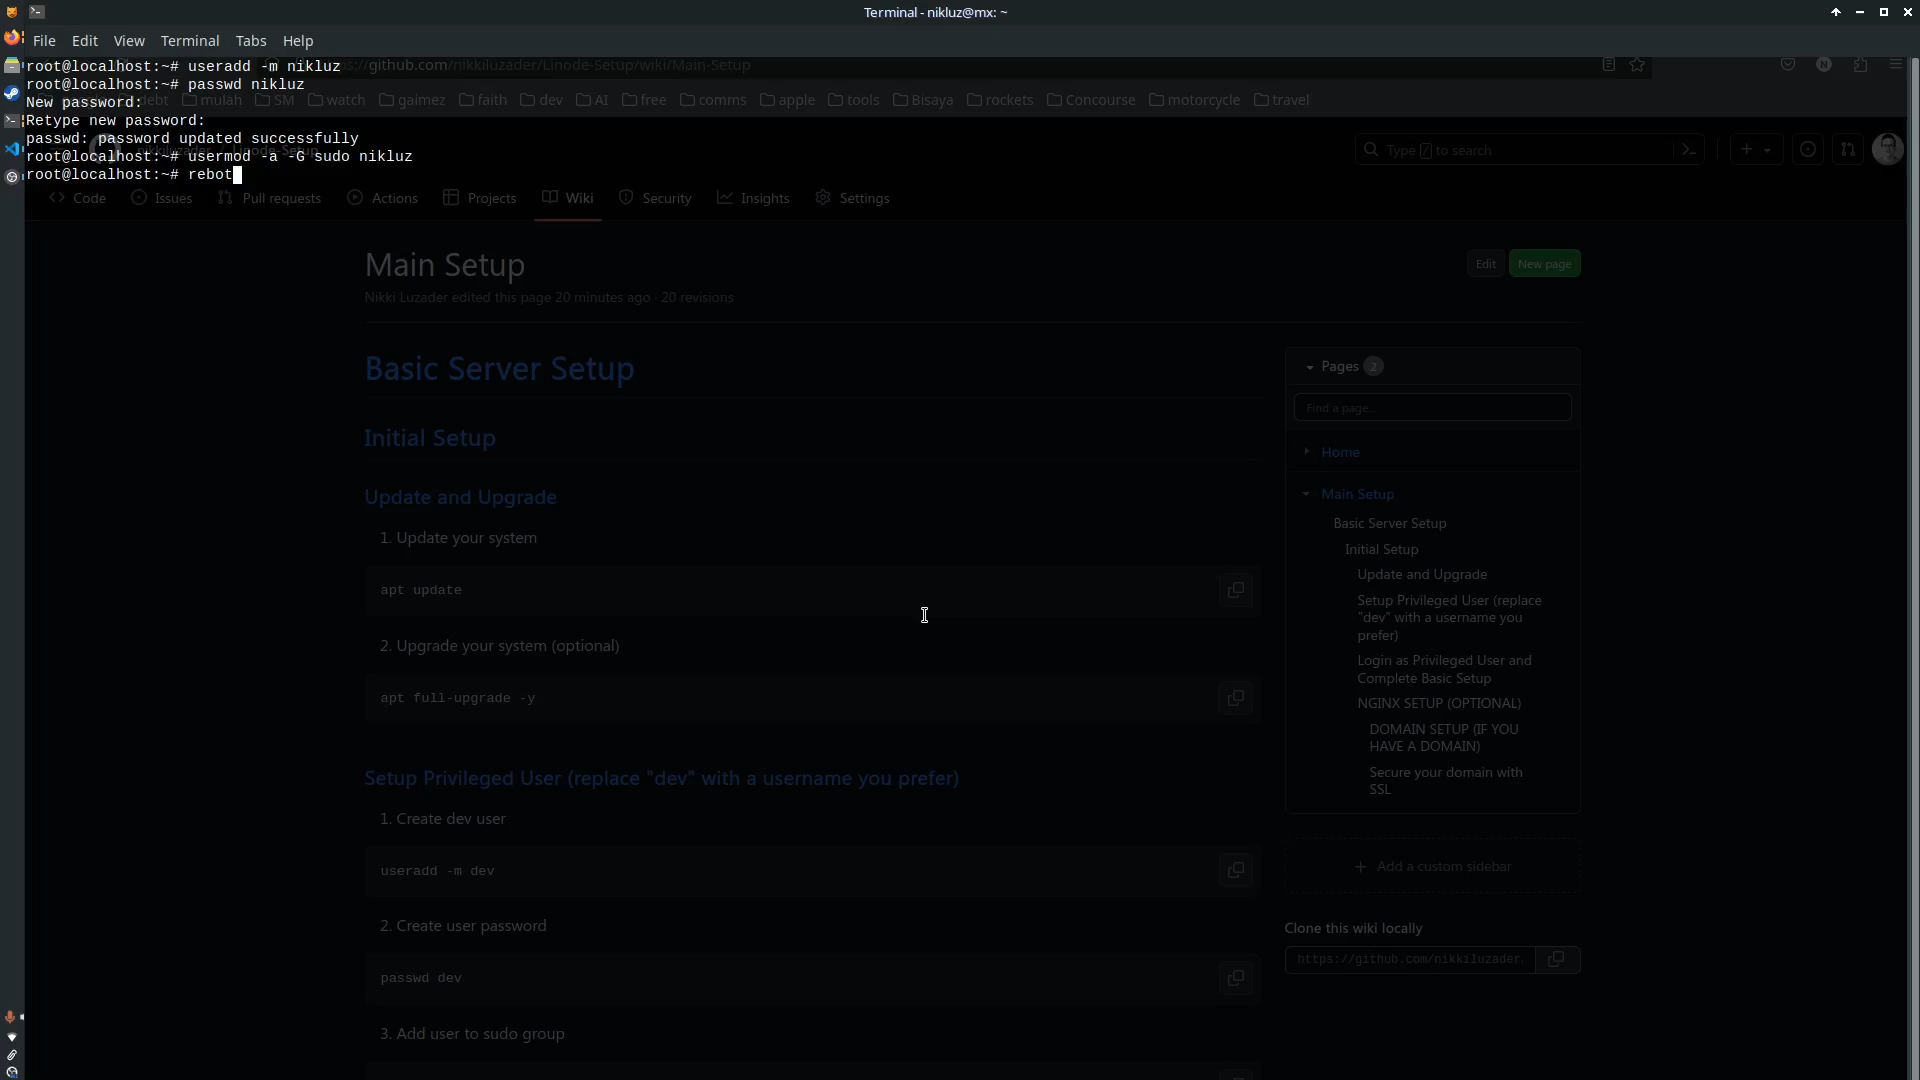 Terminal - nikluz@mx: ~
File Edit View Terminal Tabs Help
root@localhost:~# useradd -m nikluz
://github.com/nikkiluzader/Linode-Setup/wiki/Main-Setup
root@localhost:~# passwd nikluz
New password:
debt mulah SM watch gaimez faith dev AI free comms apple tools Bisaya rockets Concourse motorcycle travel
Retype new password:
passwd: password updated successfully
nikkiluzader Linode-Setup
Type / to search
root@localhost:~# usermod -a -G sudo nikluz
root@localhost:~# rebot
Code Issues Pull requests Actions Projects Wiki Security Insights Settings
Main Setup
Edit New page
Nikki Luzader edited this page 20 minutes ago · 20 revisions
Basic Server Setup
Initial Setup
Update and Upgrade
1. Update your system
apt update
2. Upgrade your system (optional)
apt full-upgrade -y
Setup Privileged User (replace "dev" with a username you prefer)
1. Create dev user
useradd -m dev
2. Create user password
passwd dev
3. Add user to sudo group
Pages 2
Find a page...
Home
Main Setup
Basic Server Setup
Initial Setup
Update and Upgrade
Setup Privileged User (replace
"dev" with a username you
prefer)
Login as Privileged User and
Complete Basic Setup
NGINX SETUP (OPTIONAL)
DOMAIN SETUP (IF YOU
HAVE A DOMAIN)
Secure your domain with
SSL
+ Add a custom sidebar
Clone this wiki locally
https://github.com/nikkiluzader.